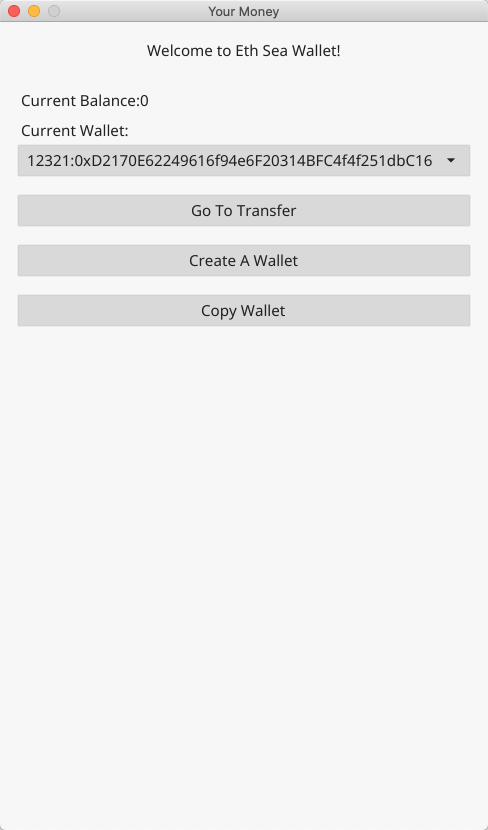 Your Money
Welcome to Eth Sea Wallet!
Current Balance:0
Current Wallet:
12321:0xD2170E62249616f94e6F20314BFC4f4f251dbC16
Go To Transfer
Create A Wallet
Copy Wallet